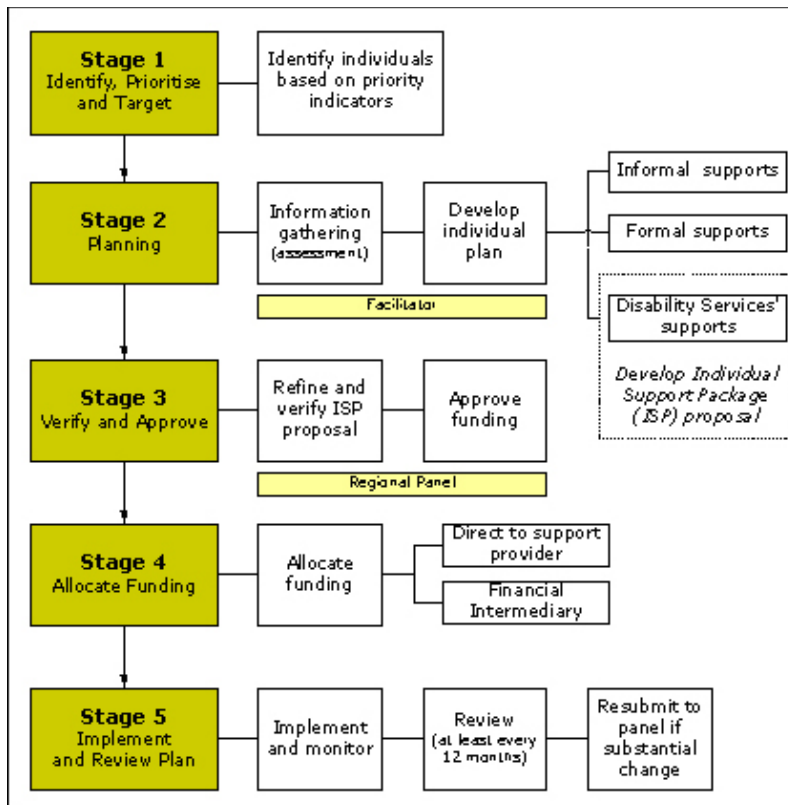 Stage 1
Identify, Prioritise
and Target
Identify individuals
based on priority
indicators
Stage 2
Planning
Information
gathering
(assessment)
Develop
individual
plan
Informal supports
Formal supports
Disability Services'
supports
Develop Individual
Support Package
(ISP) proposal
Facilitator
Stage 3
Verify and Approve
Refine and
verify ISP
proposal
Approve
funding
Regional Panel
Stage 4
Allocate Funding
Allocate
funding
Direct to support
provider
Financial
Intermediary
Stage 5
Implement
and Review Plan
Implement
and monitor
Review
(at least every
12 months)
Resubmit to
panel if
substantial
change